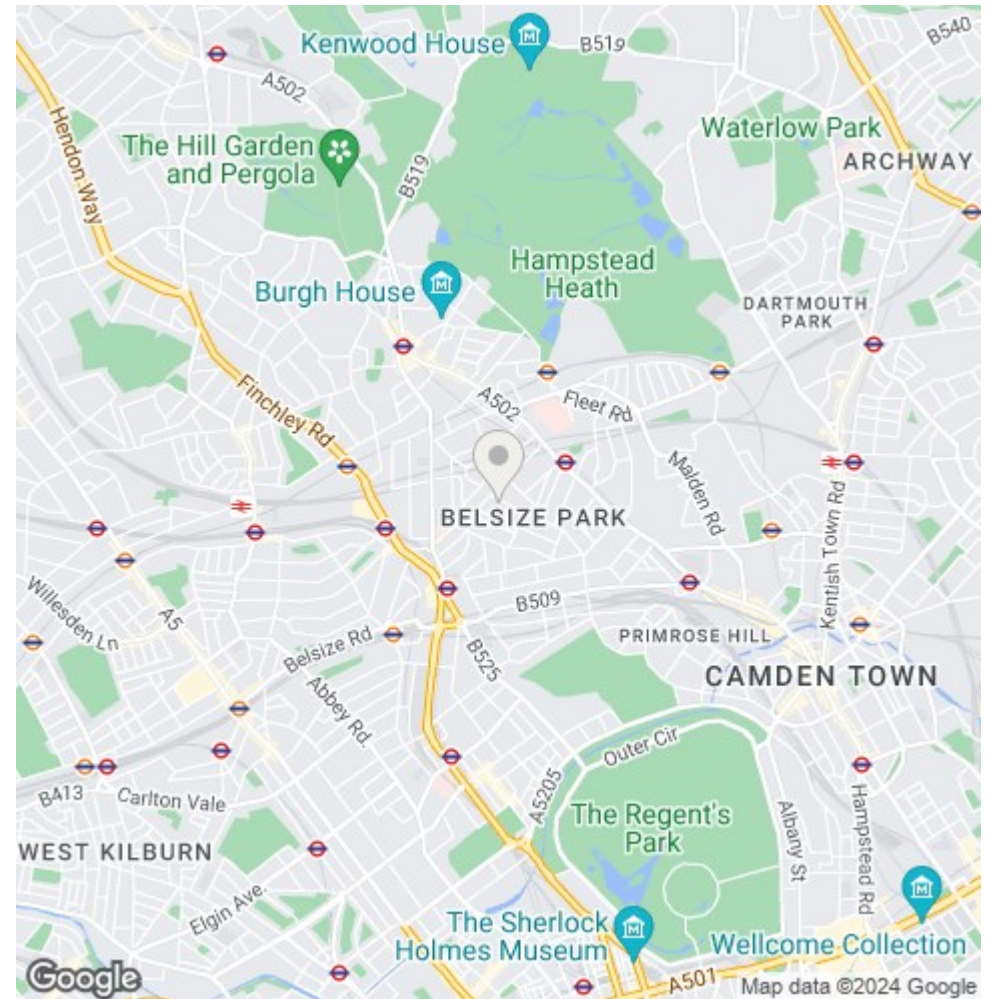 Kenwood House
B519
B540
A502
Hendon Way
The Hill Garden
and Pergola
B519
Waterlow Park
ARCHWAY
Hampstead
Heath
Burgh House
DARTMOUTH
PARK
Finchley Rd
A502
Fleet Rd
Malden Rd
BELSIZE PARK
Kentish Town Rd
Willesden Ln
A5
B509
Belsize Rd
B525
PRIMROSE HILL
CAMDEN TOWN
Abbey Rd.
Outer Cir
B413
Carlton Vale
A5205
The Regent's
Park
Albany St
Hampstead Rd
WEST KILBURN
Elgin Ave.
The Sherlock
Holmes Museum
Wellcome Collection
A501
Google
Map data ©2024 Google